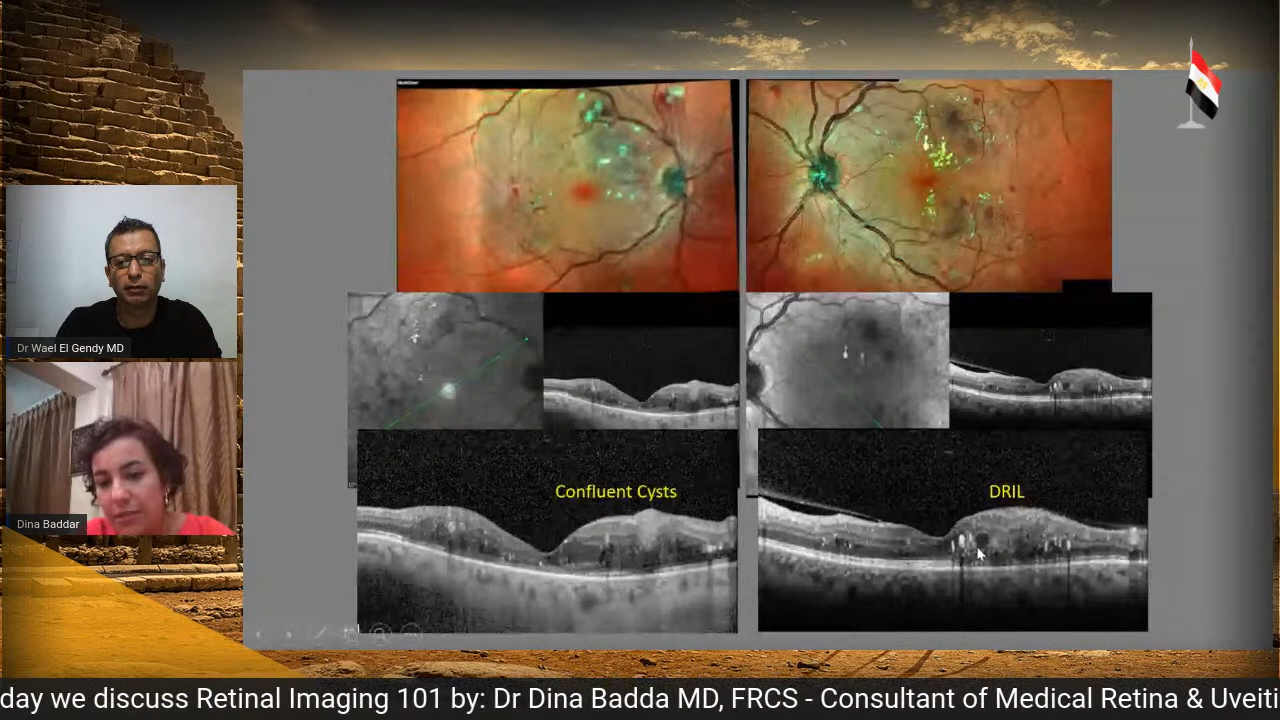 Confluent Cysts
DRIL
Dr Wael El Gendy MD
Dina Baddar
day we discuss Retinal Imaging 101 by: Dr Dina Badda MD, FRCS - Consultant of Medical Retina & Uveiti